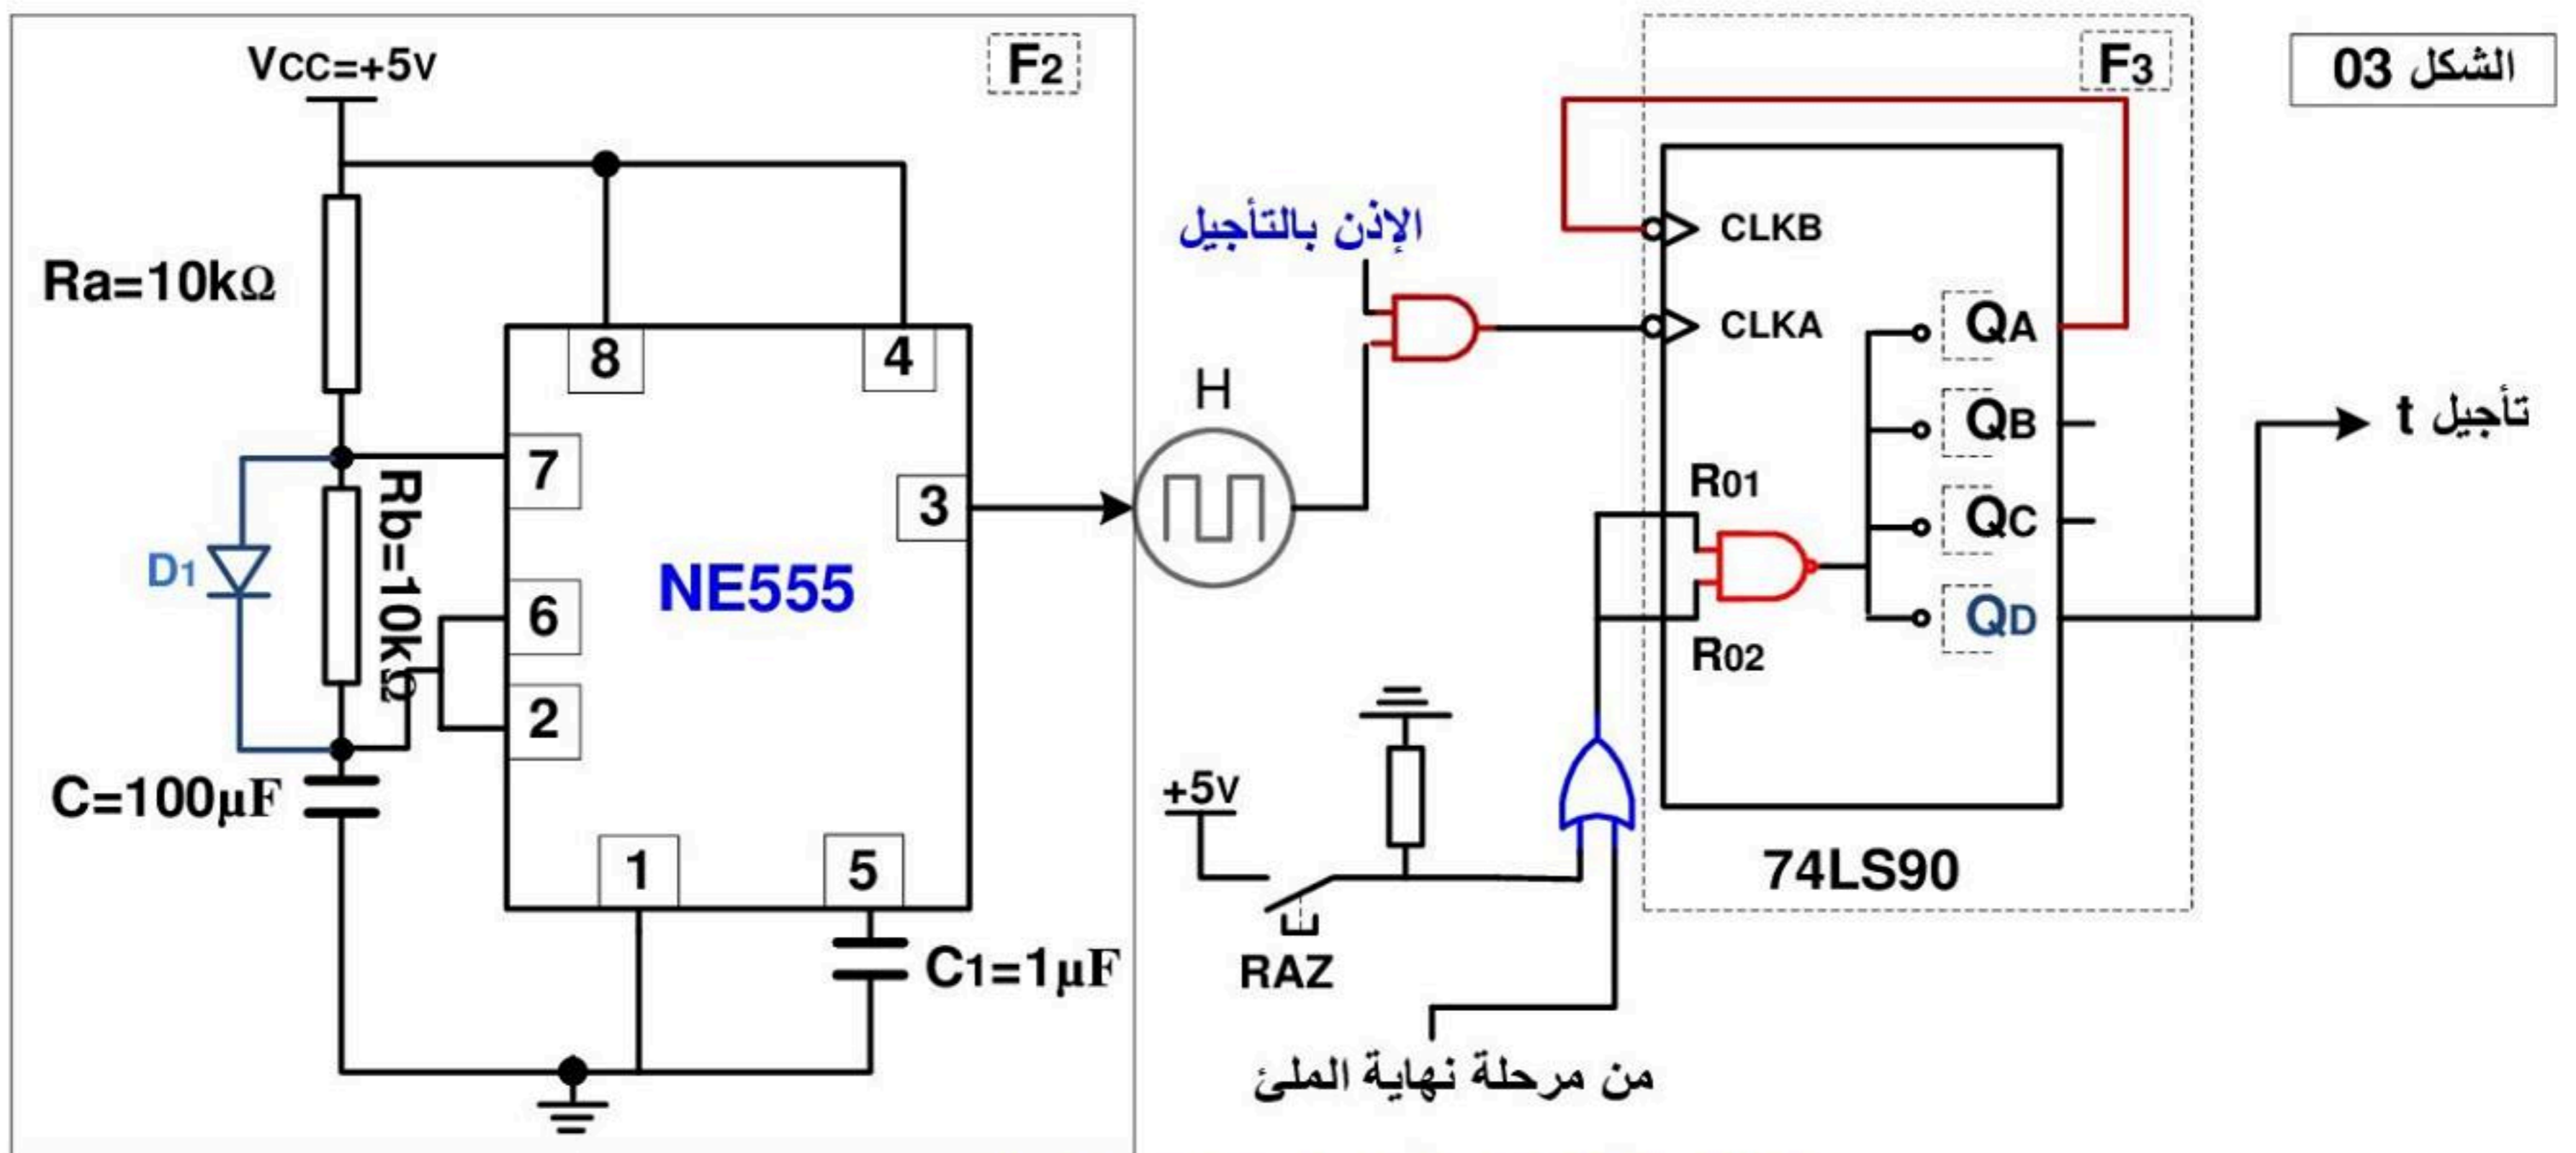 VCC=+5V
F2
F3
الشكل 03
Ra=10kΩ
8
4
7
Rb=10kΩ
D1
6
2
3
NE555
C=100μF
1
5
C1=1μF
H
الإذن بالتأجيل
CLKB
CLKA
QA
QB
QC
QD
R01
R02
تأجيل t
+5V
RAZ
74LS90
من مرحلة نهاية الملئ